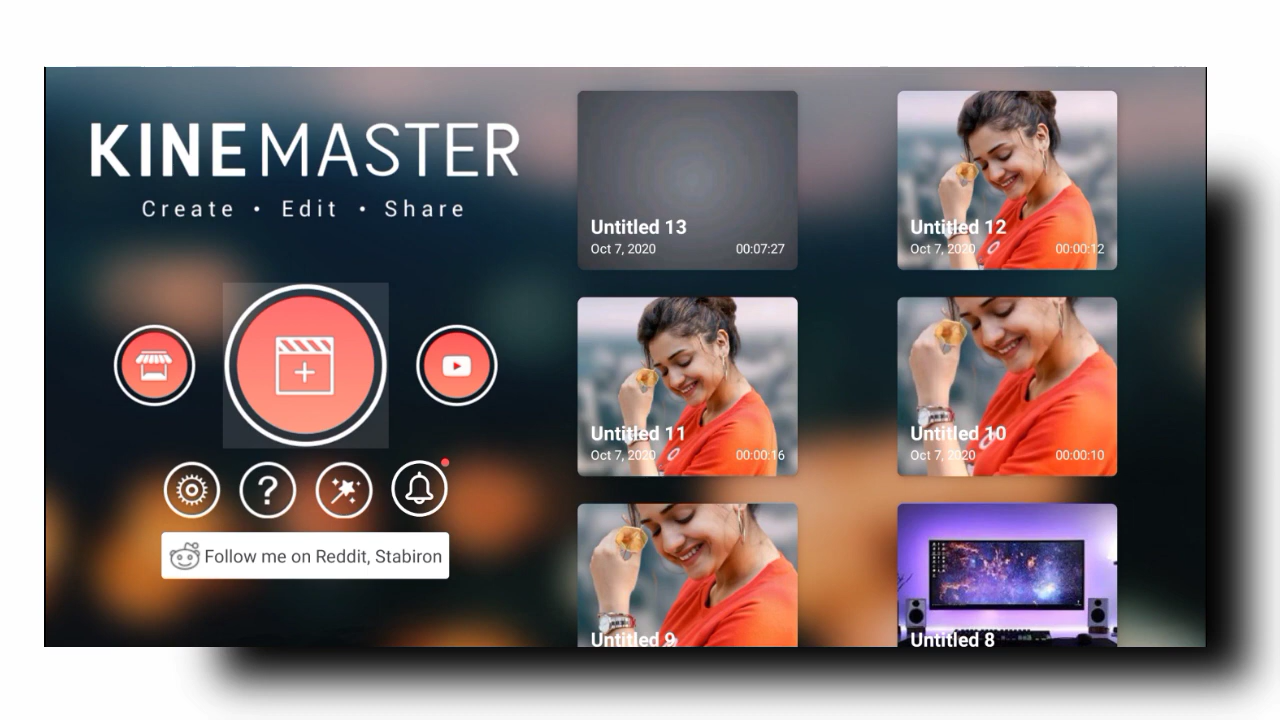 KINEMASTER
Create • Edit • Share
Follow me on Reddit, Stabiron
Untitled 13
Oct 7, 2020 00:07:27
Untitled 12
Oct 7, 2020 00:00:12
Untitled 11
Oct 7, 2020 00:00:16
Untitled 10
Oct 7, 2020 00:00:10
Untitled 9
Untitled 8